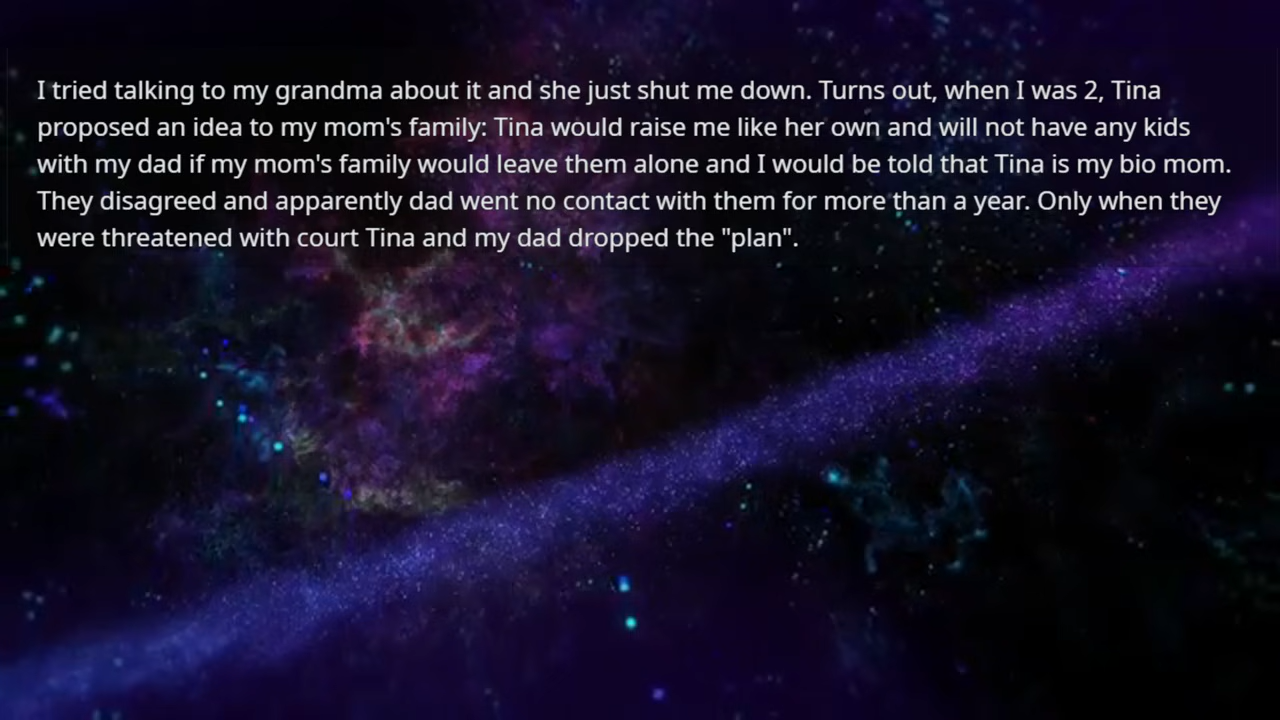 I tried talking to my grandma about it and she just shut me down. Turns out, when I was 2, Tina
proposed an idea to my mom's family: Tina would raise me like her own and will not have any kids
with my dad if my mom's family would leave them alone and I would be told that Tina is my bio mom.
They disagreed and apparently dad went no contact with them for more than a year. Only when they
were threatened with court Tina and my dad dropped the "plan".